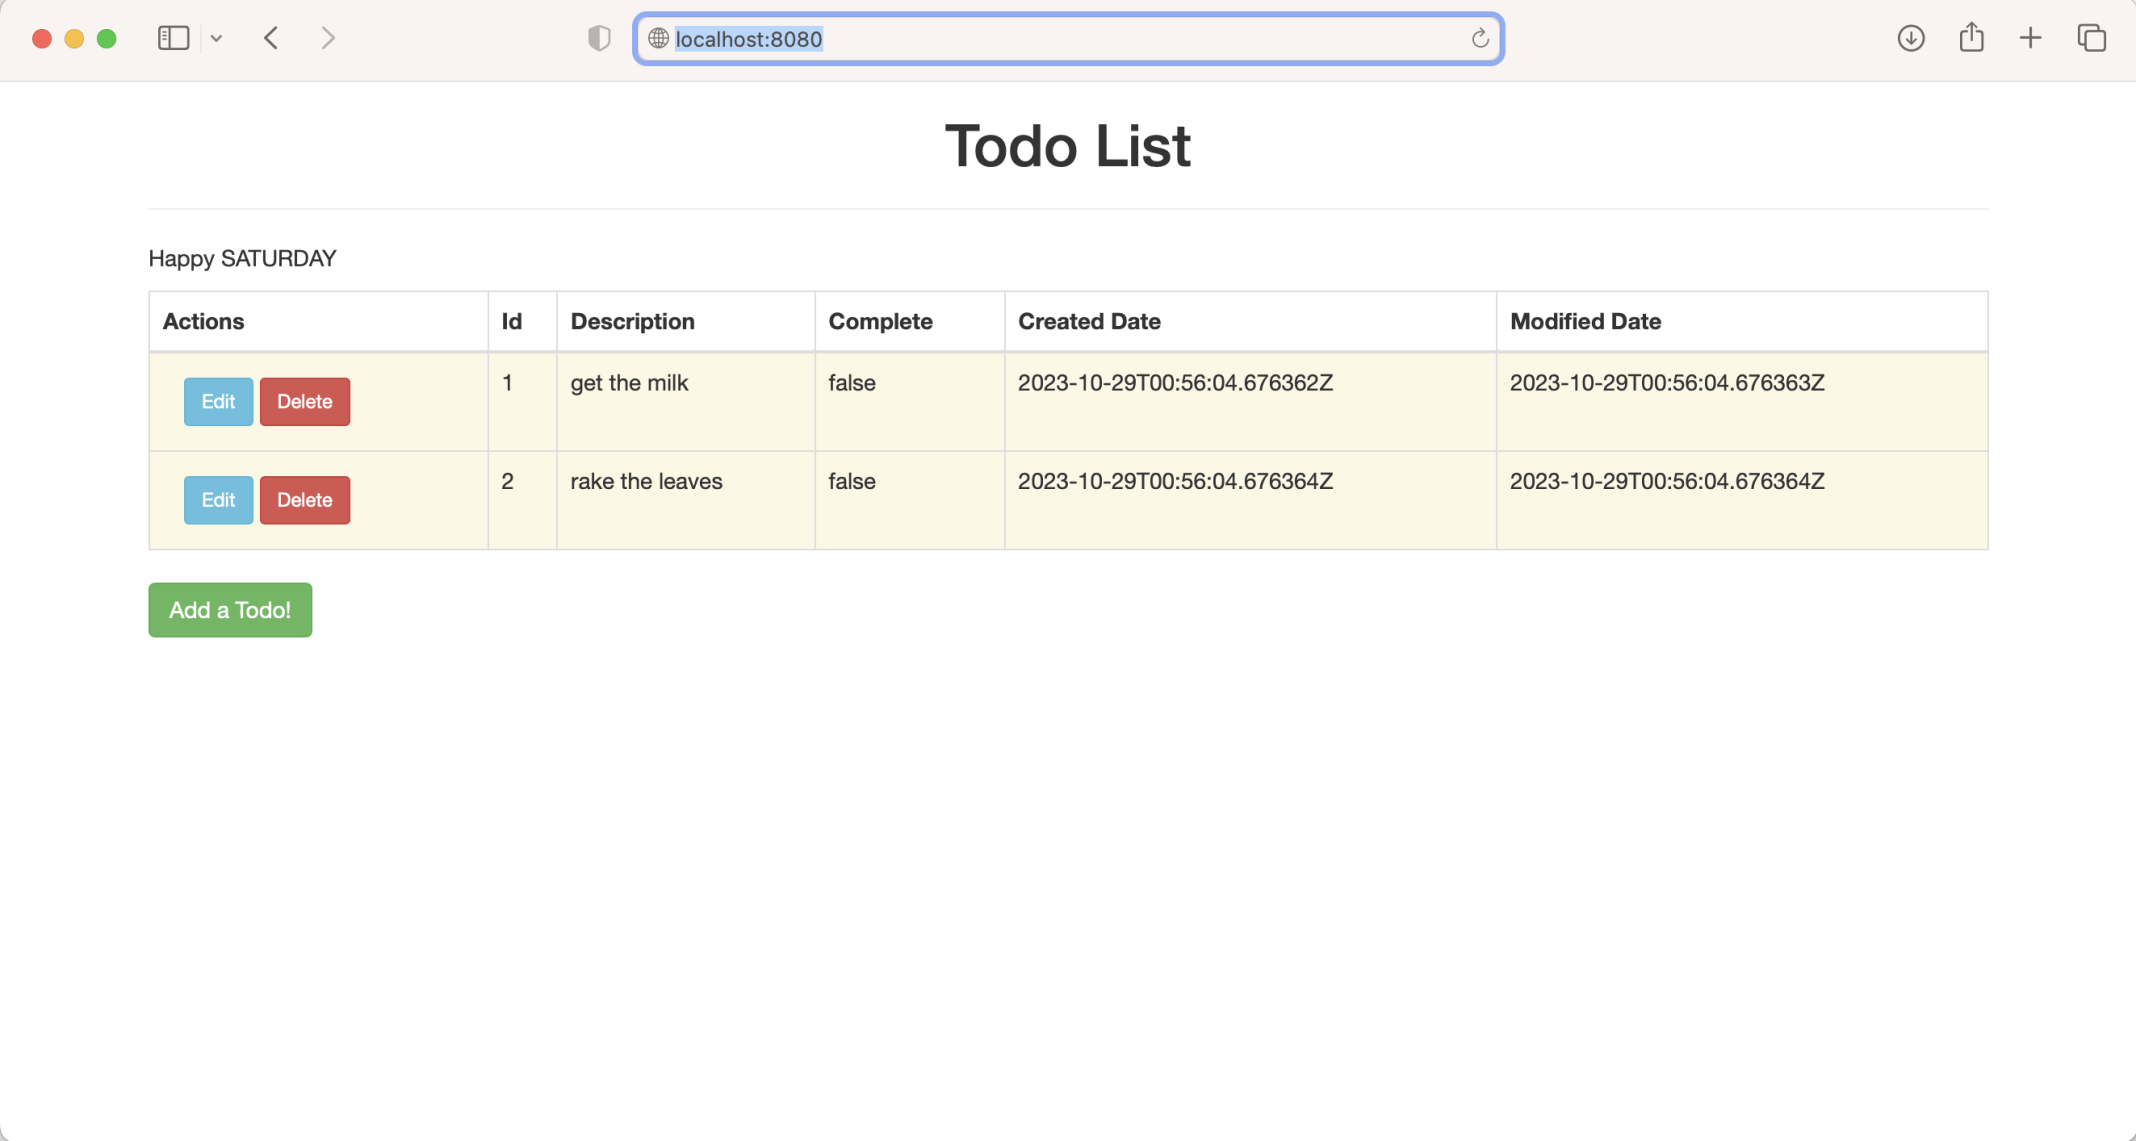 localhost:8080
Todo List
Happy SATURDAY
Actions Id Description Complete Created Date Modified Date
Edit Delete 1 get the milk false 2023-10-29T00:56:04.676362Z 2023-10-29T00:56:04.676363Z
Edit Delete 2 rake the leaves false 2023-10-29T00:56:04.676364Z 2023-10-29T00:56:04.676364Z
Add a Todo!